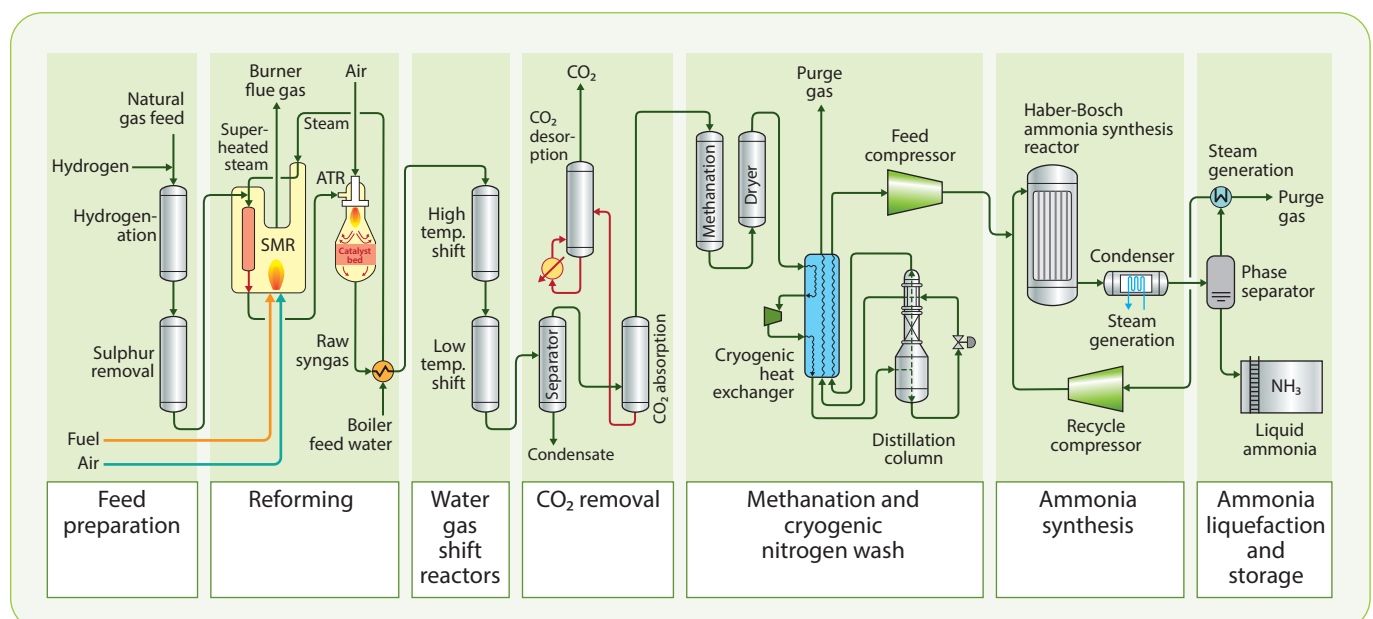 Natural
gas feed
Hydrogen
Hydrogen-
ation
Sulphur
removal
Fuel
Air
Burner
flue gas
Super-
heated
steam
Steam
Air
ATR
SMR
Catalyst
bed
Raw
syngas
Boiler
feed water
High
temp.
shift
Low
temp.
shift
CO₂
CO₂
desor-
ption
Separator
CO₂ absorption
Condensate
Methanation
Dryer
Purge
gas
Feed
compressor
Cryogenic
heat
exchanger
Distillation
column
Haber-Bosch
ammonia synthesis
reactor
Condenser
Steam
generation
Recycle
compressor
Steam
generation
Purge
gas
Phase
separator
NH₃
Liquid
ammonia
Feed
preparation
Reforming
Water
gas
shift
reactors
CO₂ removal
Methanation and
cryogenic
nitrogen wash
Ammonia
synthesis
Ammonia
liquefaction
and
storage